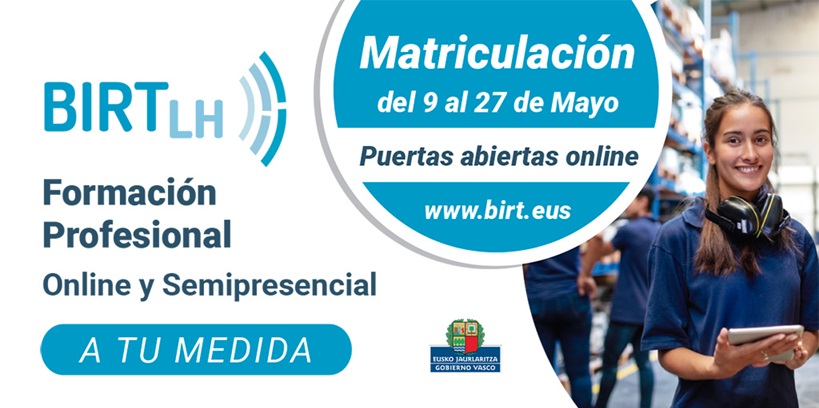 BIRT LH
Formación
Profesional
Online y Semipresencial
A TU MEDIDA
Matriculación
del 9 al 27 de Mayo
Puertas abiertas online
www.birt.eus
EUSKO JAURLARITZA
GOBIERNO VASCO